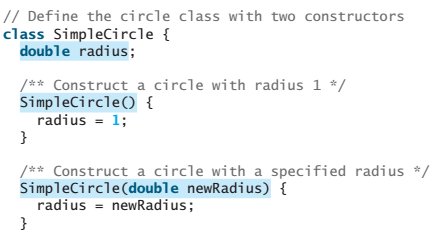 // Define the circle class with two constructors
class SimpleCircle {
double radius;
/** Construct a circle with radius 1 */
SimpleCircle() {
radius = 1;
}
/** Construct a circle with a specified radius */
SimpleCircle(double newRadius) {
radius = newRadius;
}